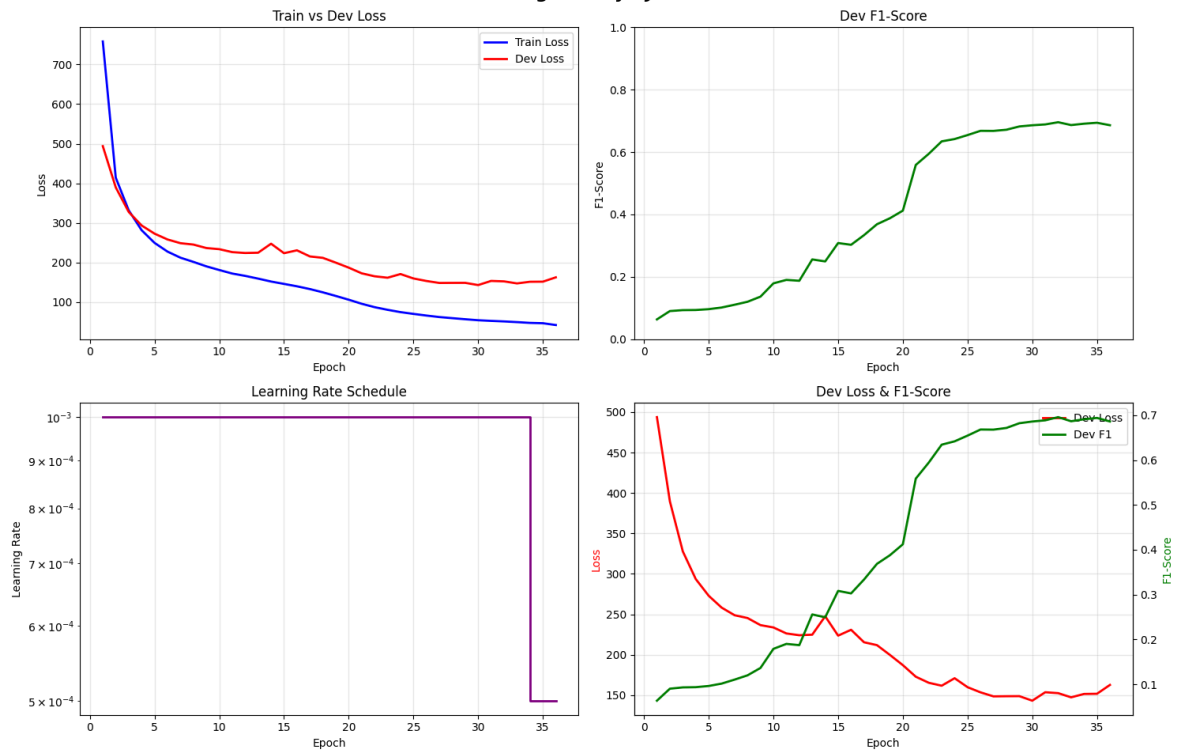 Train vs Dev Loss
Train Loss
Dev Loss
700
600
500
400
300
200
100
Loss
0 5 10 15 20 25 30 35
Epoch
Dev F1-Score
1.0
0.8
0.6
0.4
0.2
0.0
F1-Score
0 5 10 15 20 25 30 35
Epoch
Learning Rate Schedule
10⁻³
9 × 10⁻⁴
8 × 10⁻⁴
7 × 10⁻⁴
6 × 10⁻⁴
5 × 10⁻⁴
Learning Rate
0 5 10 15 20 25 30 35
Epoch
Dev Loss & F1-Score
Dev Loss
Dev F1
500
450
400
350
300
250
200
150
Loss
0.7
0.6
0.5
0.4
0.3
0.2
0.1
F1-Score
0 5 10 15 20 25 30 35
Epoch